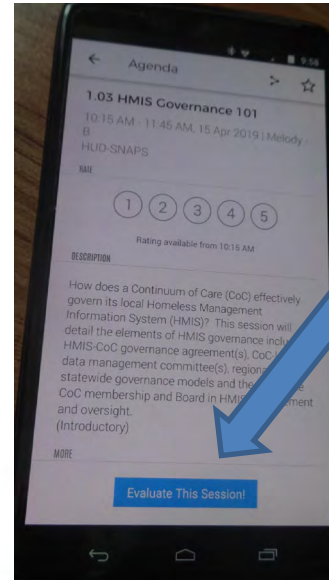 9:58
Agenda
1.03 HMIS Governance 101
10:15 AM - 11:45 AM, 15 Apr 2019 | Melody
B
HUD-SNAPS
RATE
1 2 3 4 5
Rating available from 10:15 AM
DESCRIPTION
How does a Continuum of Care (CoC) effectively
govern its local Homeless Management
Information System (HMIS)? This session will
detail the elements of HMIS governance
HMIS-CoC governance agreement(s), CoC
data management committee(s),
statewide governance models and
CoC membership and Board in
and oversight.
(Introductory)
MORE
Evaluate This Session!